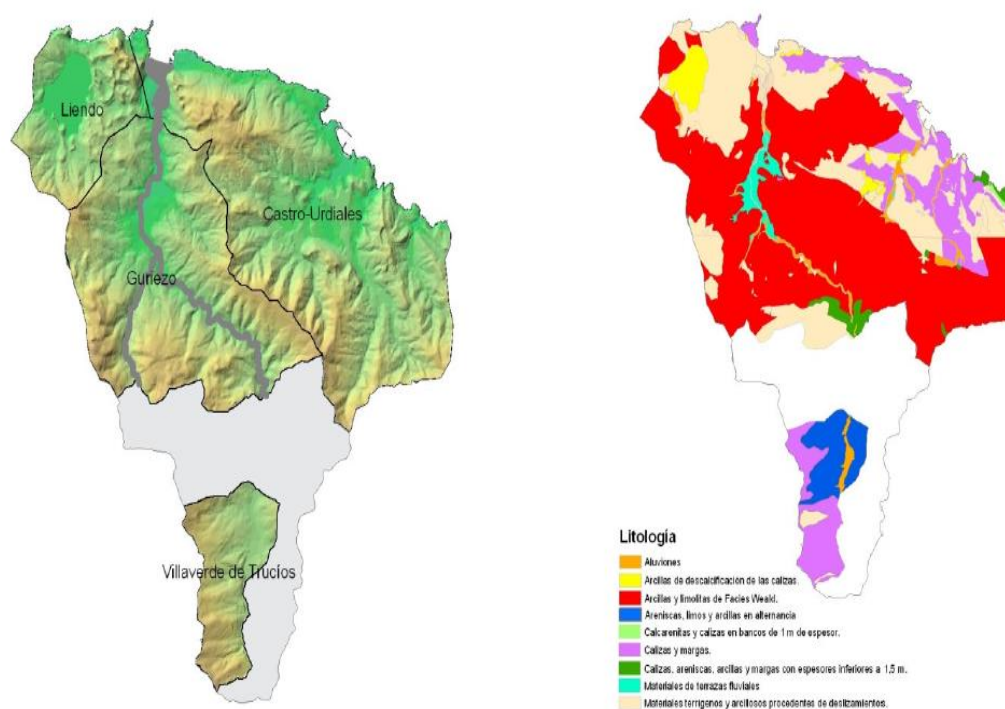 Liendo
Castro-Urdiales
Guriezo
Villaverde de Trucios
Litología
Aluviones
Arcillas de descalcificación de las calizas.
Arcillas y limolitas de Facies Weald.
Areniscas, limos y arcillas en alternancia
Calcarenitas y calizas en bancos de 1 m de espesor.
Calizas y margas.
Calizas, areniscas, arcillas y margas con espesores inferiores a 1,5 m.
Materiales de terrazas fluviales
Materiales terrígenos y arcillosos procedentes de deslizamientos.